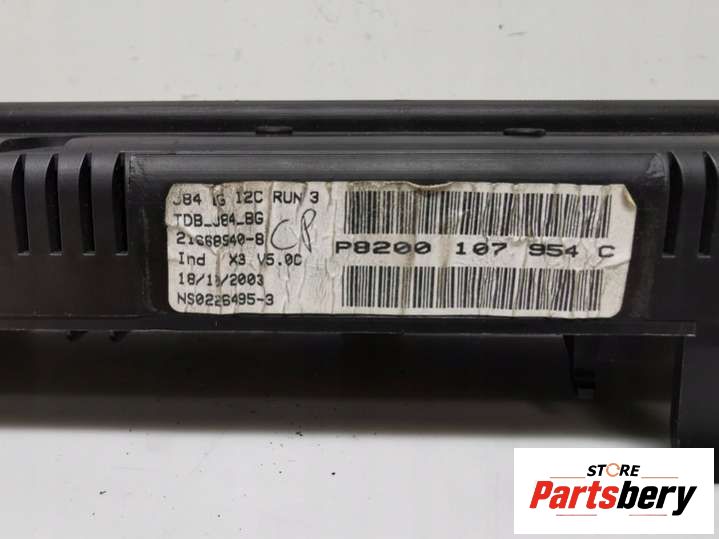 J84 IG I2C RUN 3
TDB_J84_BG
21668940-8
Ind X3 V5.0C
18/10/2003
NS0226495-3
CP
P8200 107 954 C
STORE
Partsbery